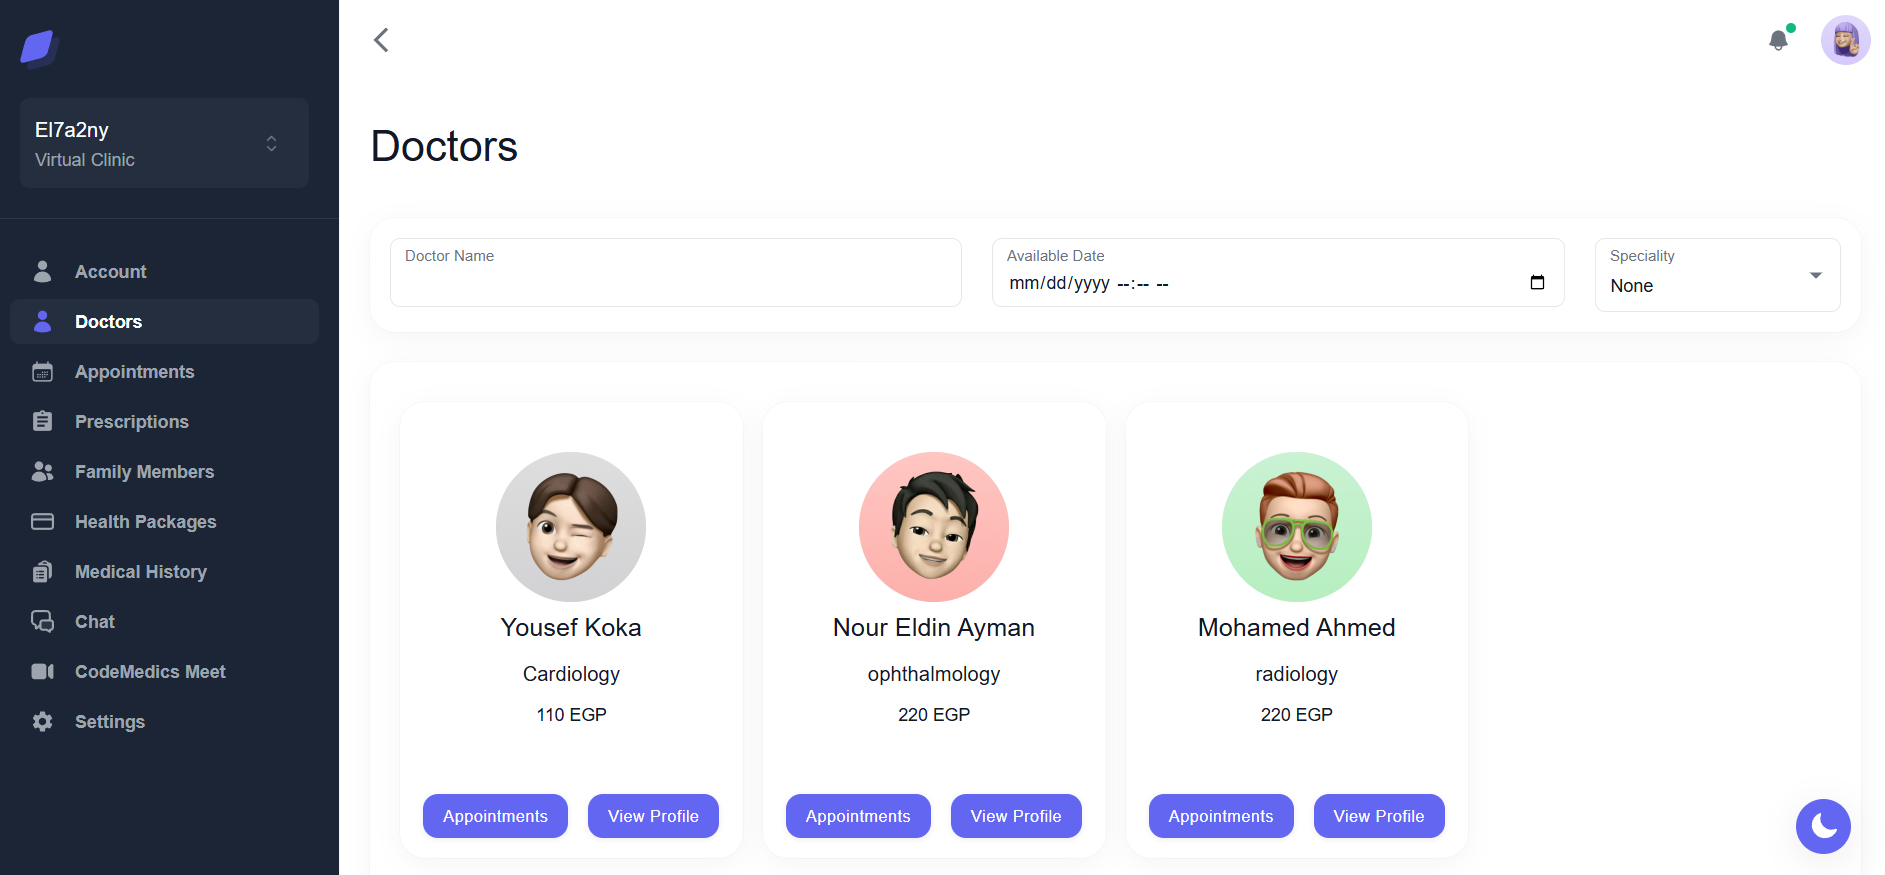 El7a2ny
Virtual Clinic
Account
Doctors
Appointments
Prescriptions
Family Members
Health Packages
Medical History
Chat
CodeMedics Meet
Settings
Doctors
Doctor Name
Available Date
mm/dd/yyyy --:-- --
Speciality
None
Yousef Koka
Cardiology
110 EGP
Appointments
View Profile
Nour Eldin Ayman
ophthalmology
220 EGP
Appointments
View Profile
Mohamed Ahmed
radiology
220 EGP
Appointments
View Profile